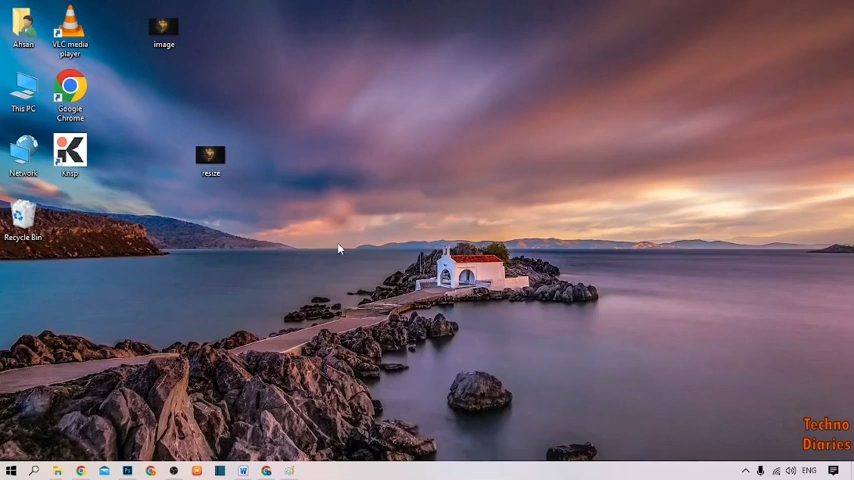 Ahsan
VLC media
player
image
This PC
Google
Chrome
Network
Krisp
resize
Recycle Bin
Techno
Diaries
ENG